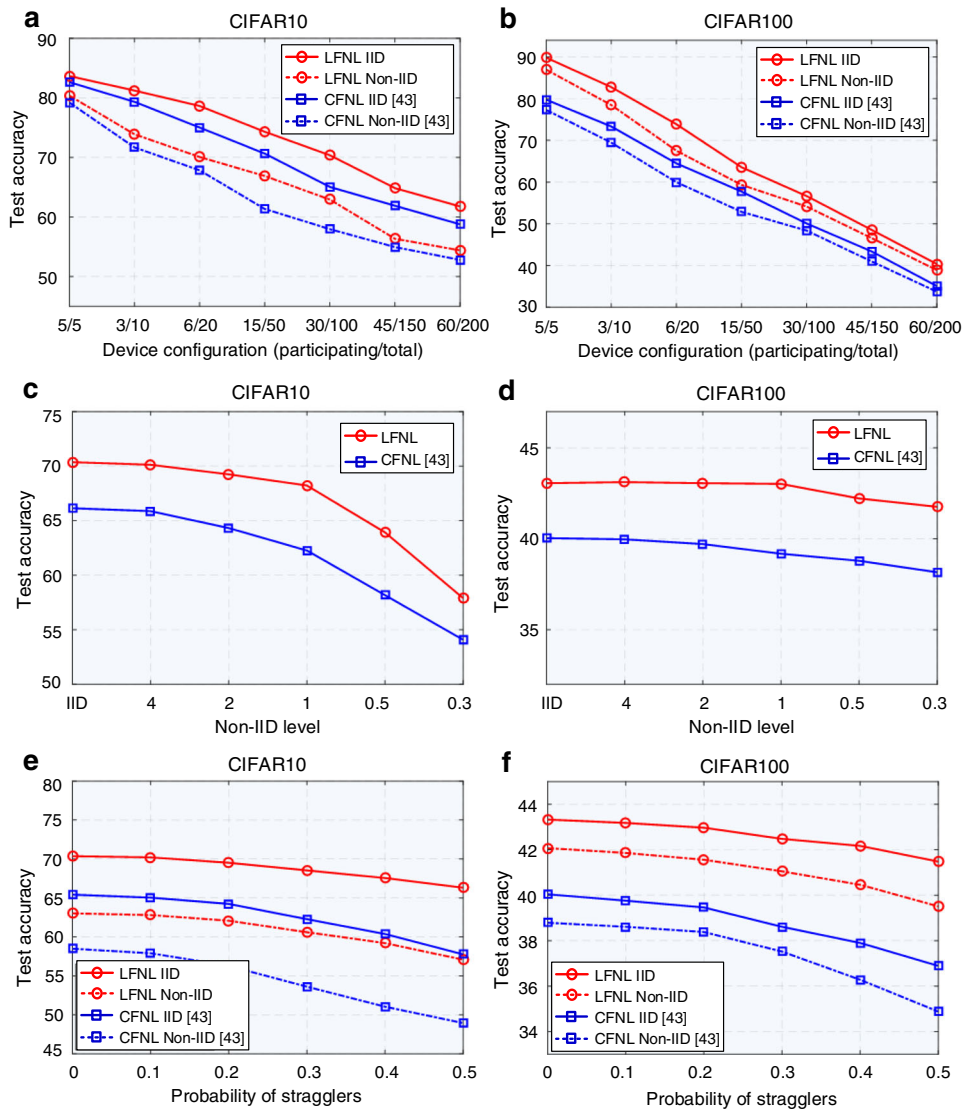 a
CIFAR10
90
80
70
60
50
Test accuracy
LFNL IID
LFNL Non-IID
CFNL IID [43]
CFNL Non-IID [43]
5/5 3/10 6/20 15/50 30/100 45/150 60/200
Device configuration (participating/total)
b
CIFAR100
90
80
70
60
50
40
30
Test accuracy
LFNL IID
LFNL Non-IID
CFNL IID [43]
CFNL Non-IID [43]
5/5 3/10 6/20 15/50 30/100 45/150 60/200
Device configuration (participating/total)
c
CIFAR10
75
70
65
60
55
50
Test accuracy
LFNL
CFNL [43]
IID 4 2 1 0.5 0.3
Non-IID level
d
CIFAR100
45
40
35
Test accuracy
LFNL
CFNL [43]
IID 4 2 1 0.5 0.3
Non-IID level
e
CIFAR10
80
75
70
65
60
55
50
45
Test accuracy
LFNL IID
LFNL Non-IID
CFNL IID [43]
CFNL Non-IID [43]
0 0.1 0.2 0.3 0.4 0.5
Probability of stragglers
f
CIFAR100
44
42
40
38
36
34
Test accuracy
LFNL IID
LFNL Non-IID
CFNL IID [43]
CFNL Non-IID [43]
0 0.1 0.2 0.3 0.4 0.5
Probability of stragglers